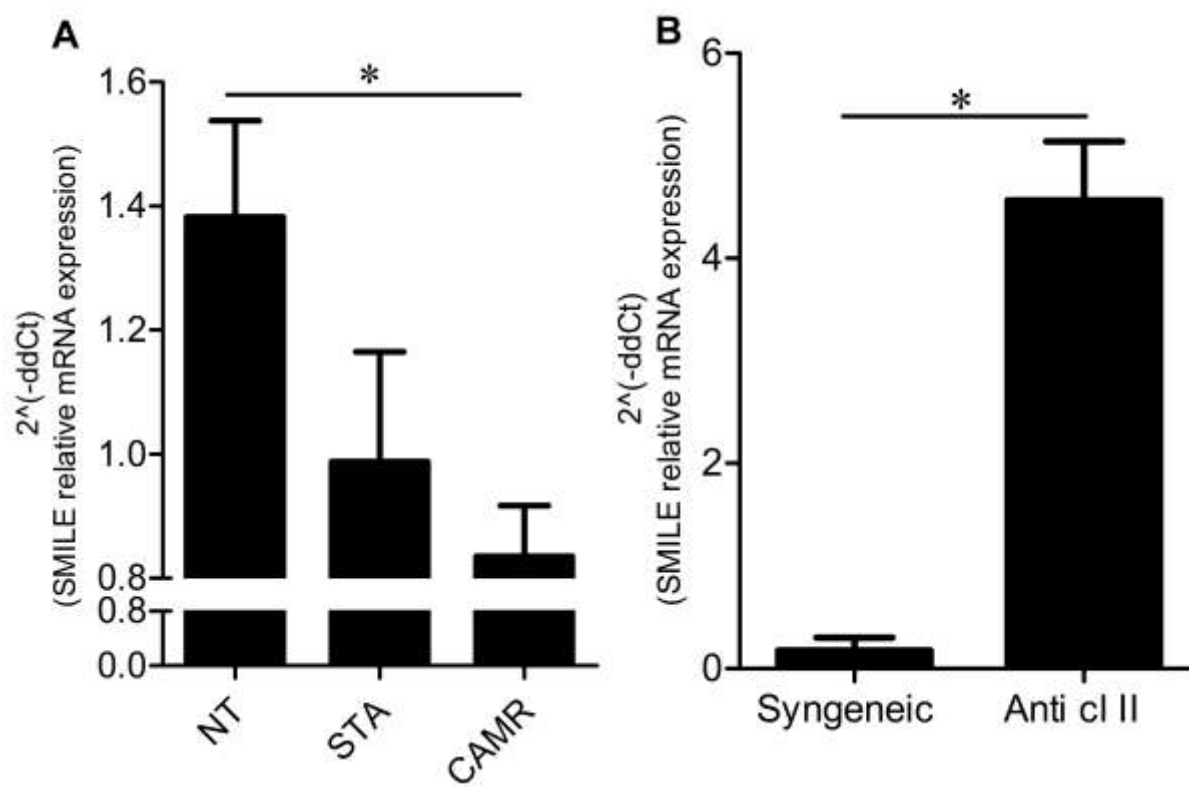 A
2^(-ddCt)
(SMILE relative mRNA expression)
1.6
1.4
1.2
1.0
0.8
0.8
0.0
*
NT
STA
CAMR
B
2^(-ddCt)
(SMILE relative mRNA expression)
6
4
2
0
*
Syngeneic
Anti cl II